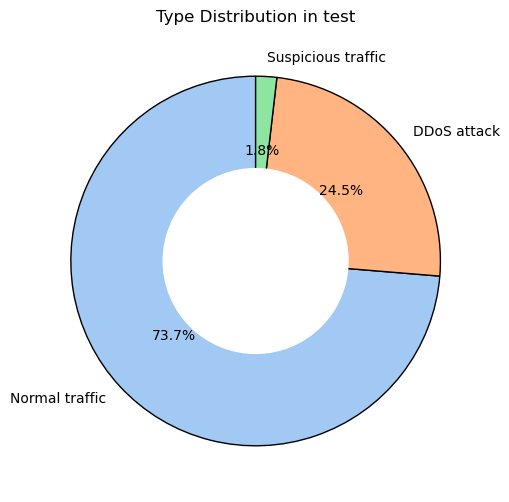 Type Distribution in test
Suspicious traffic
DDoS attack
1.8%
24.5%
73.7%
Normal traffic